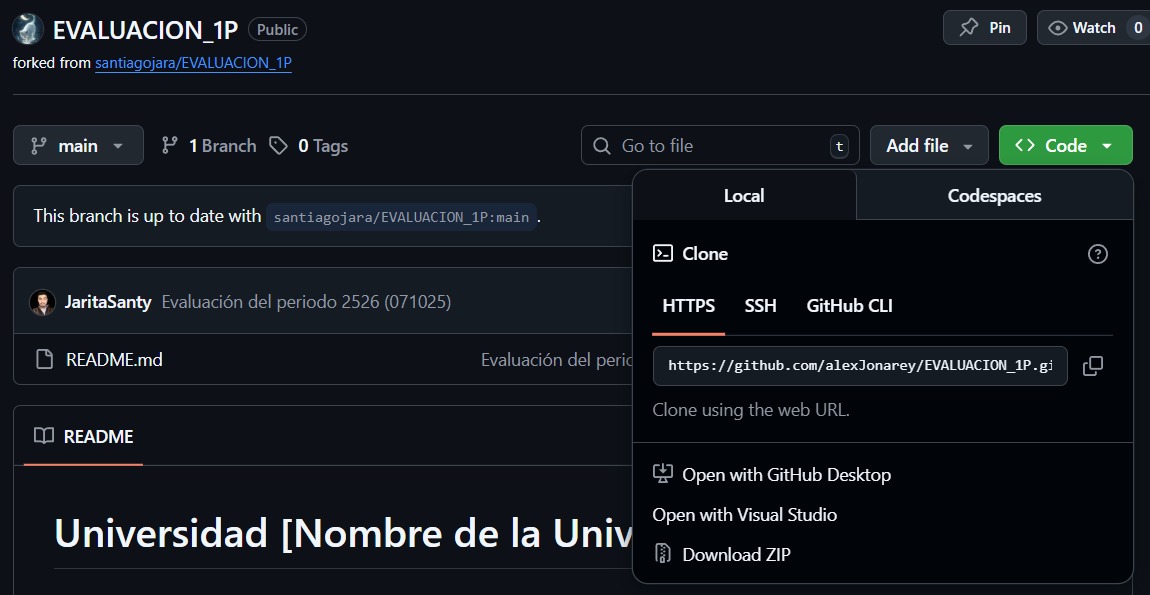 EVALUACION_1P Public Pin Watch 0
forked from santiagojara/EVALUACION_1P
main 1 Branch 0 Tags Go to file t Add file Code
Local Codespaces
This branch is up to date with santiagojara/EVALUACION_1P:main .
Clone
JaritaSanty Evaluación del periodo 2526 (071025)
HTTPS SSH GitHub CLI
README.md Evaluación del peric
https://github.com/alexJonarey/EVALUACION_1P.gi
Clone using the web URL.
README
Open with GitHub Desktop
Open with Visual Studio
Universidad [Nombre de la Univ
Download ZIP